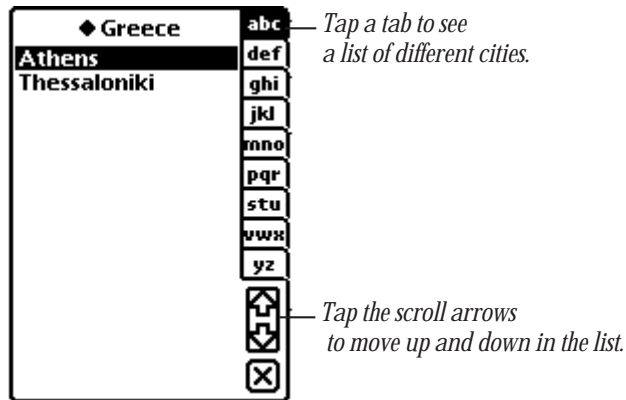 ◆ Greece
Athens
Thessaloniki
abc
def
ghi
jkl
mno
pqr
stu
vwx
yz
Tap a tab to see
a list of different cities.
Tap the scroll arrows
to move up and down in the list.